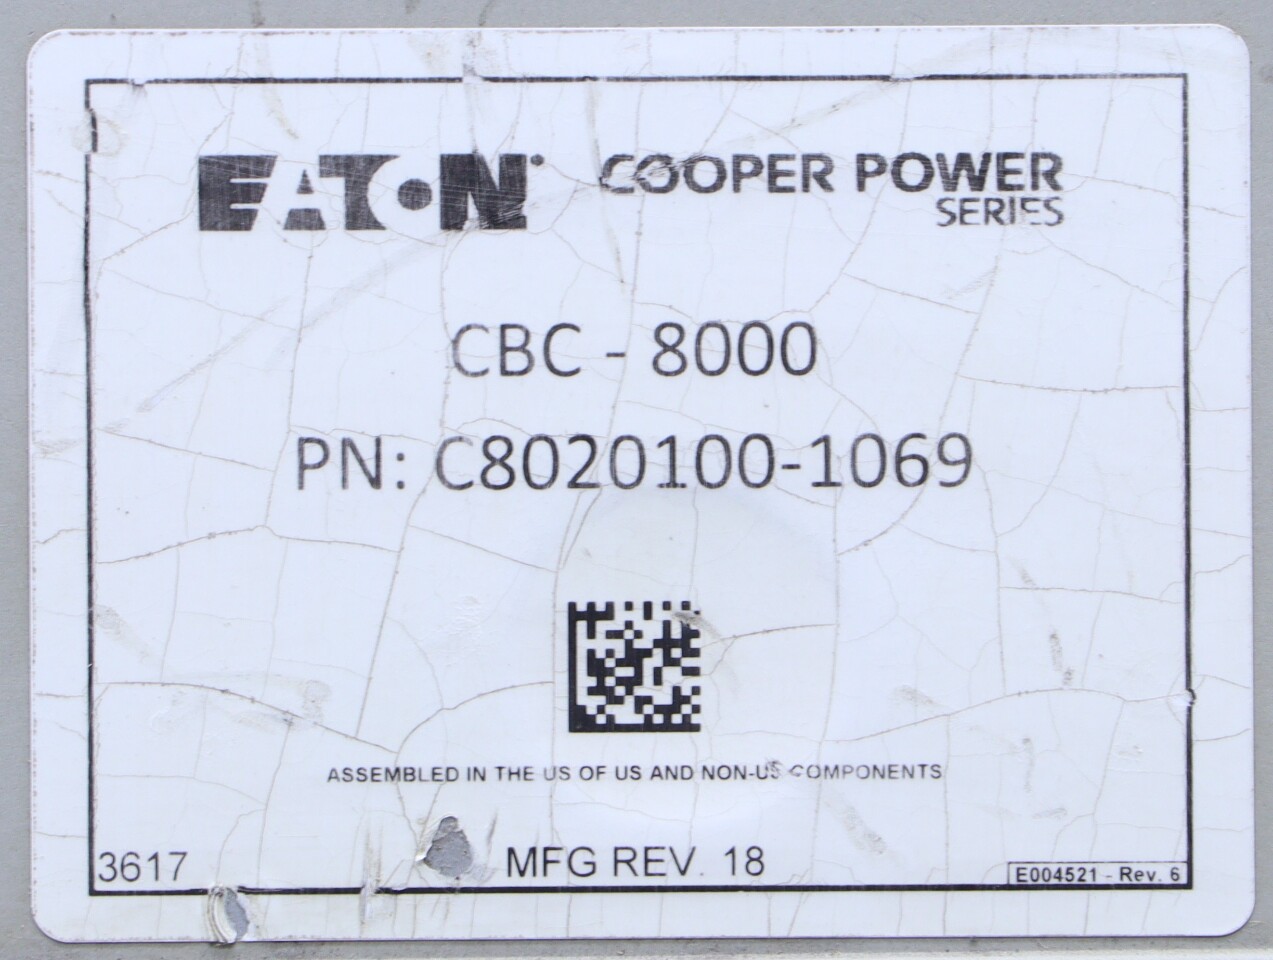 EATON COOPER POWER
SERIES
CBC - 8000
PN: C8020100-1069
ASSEMBLED IN THE US OF US AND NON-US COMPONENTS
3617 MFG REV. 18 E004521 - Rev. 6